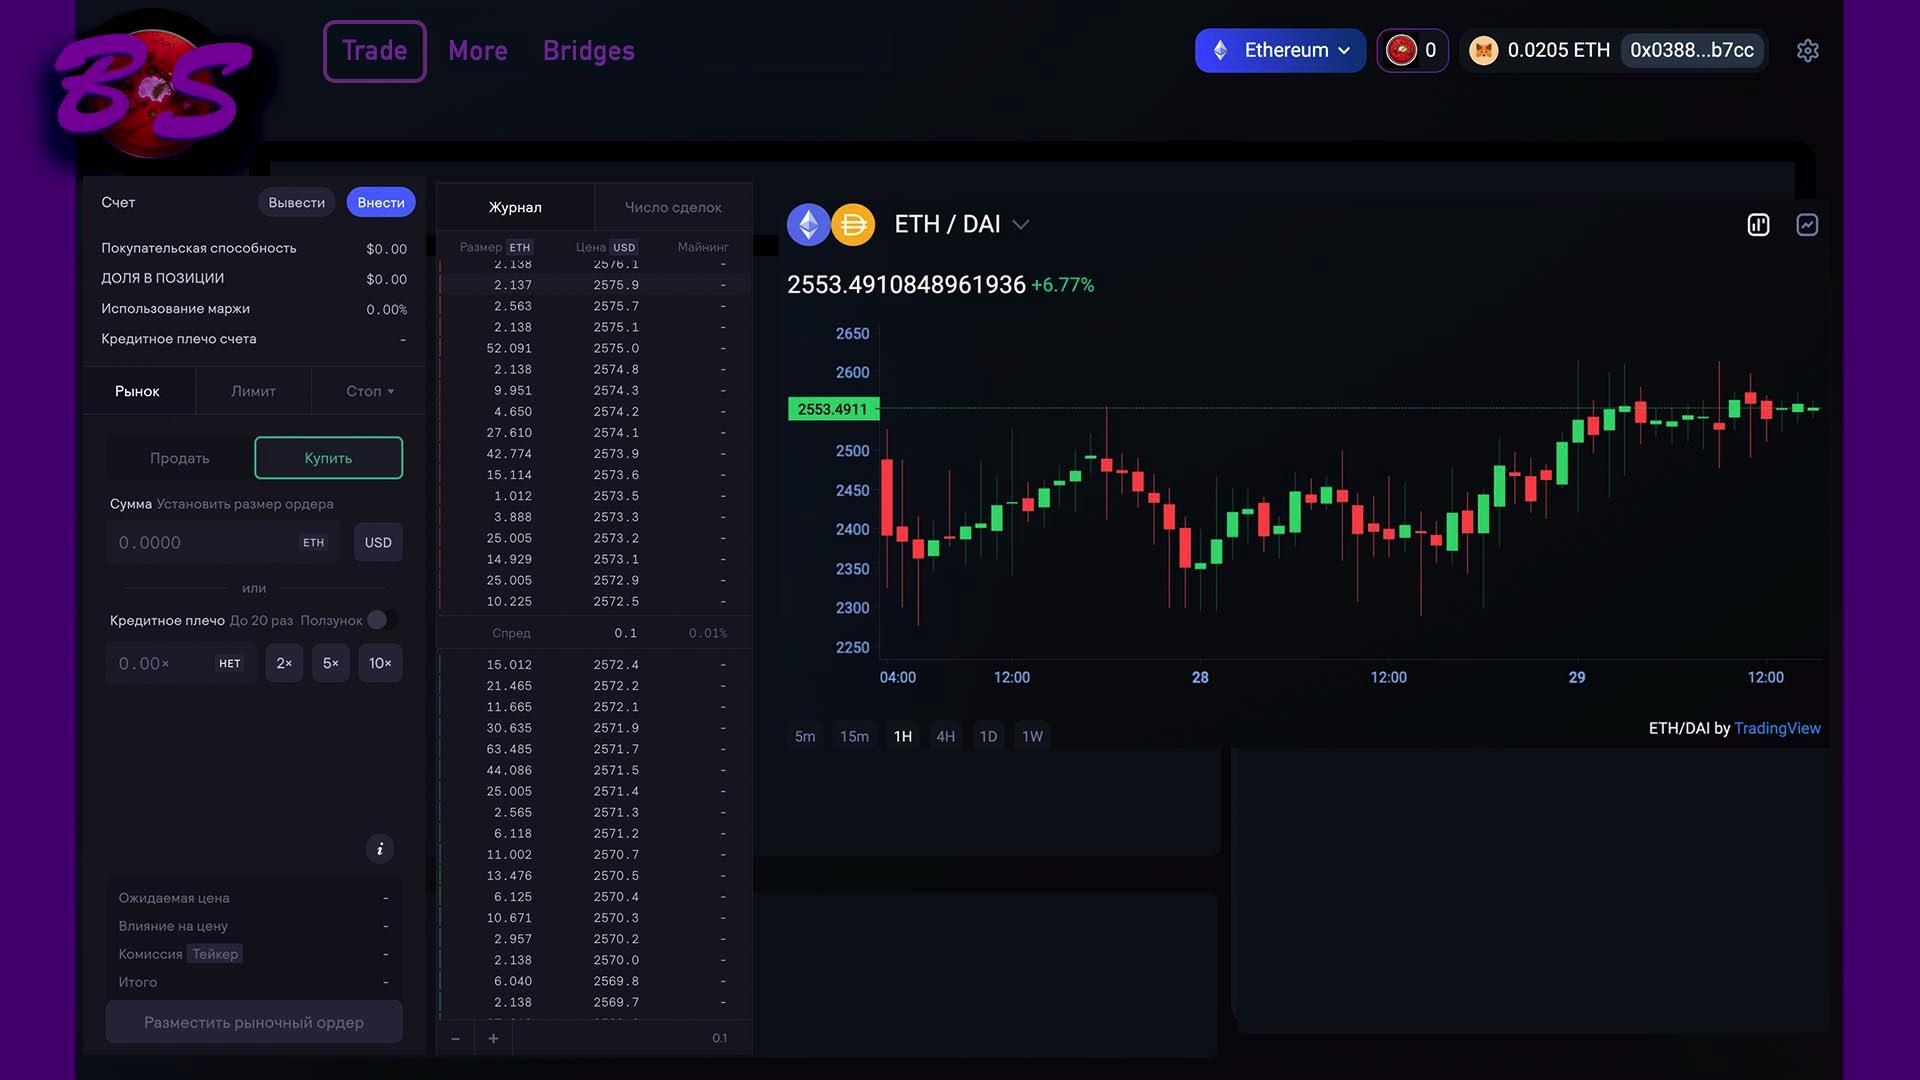 BS
Trade More Bridges
Ethereum 0 0.0205 ETH 0x0388...b7cc
Счет Вывести Внести
Покупательская способность $0.00
ДОЛЯ В ПОЗИЦИИ $0.00
Использование маржи 0.00%
Кредитное плечо счета -
Рынок Лимит Стоп
Продать Купить
Сумма Установить размер ордера
0.0000 ETH USD
или
Кредитное плечо До 20 раз Ползунок
0.00× НЕТ 2× 5× 10×
i
Ожидаемая цена -
Влияние на цену -
Комиссия Тейкер -
Итого -
Разместить рыночный ордер
Журнал Число сделок
Размер ETH Цена USD Майнинг
2.138 2576.1 -
2.137 2575.9 -
2.563 2575.7 -
2.138 2575.1 -
52.091 2575.0 -
2.138 2574.8 -
9.951 2574.3 -
4.650 2574.2 -
27.610 2574.1 -
42.774 2573.9 -
15.114 2573.6 -
1.012 2573.5 -
3.888 2573.3 -
25.005 2573.2 -
14.929 2573.1 -
25.005 2572.9 -
10.225 2572.5 -
Спред 0.1 0.01%
15.012 2572.4 -
21.465 2572.2 -
11.665 2572.1 -
30.635 2571.9 -
63.485 2571.7 -
44.086 2571.5 -
25.005 2571.4 -
2.565 2571.3 -
6.118 2571.2 -
11.002 2570.7 -
13.476 2570.5 -
6.125 2570.4 -
10.671 2570.3 -
2.957 2570.2 -
2.138 2570.0 -
6.040 2569.8 -
2.138 2569.7 -
− + 0.1
ETH / DAI
2553.4910848961936 +6.77%
2650
2600
2553.4911
2500
2450
2400
2350
2300
2250
04:00 12:00 28 12:00 29 12:00
5m 15m 1H 4H 1D 1W
ETH/DAI by TradingView